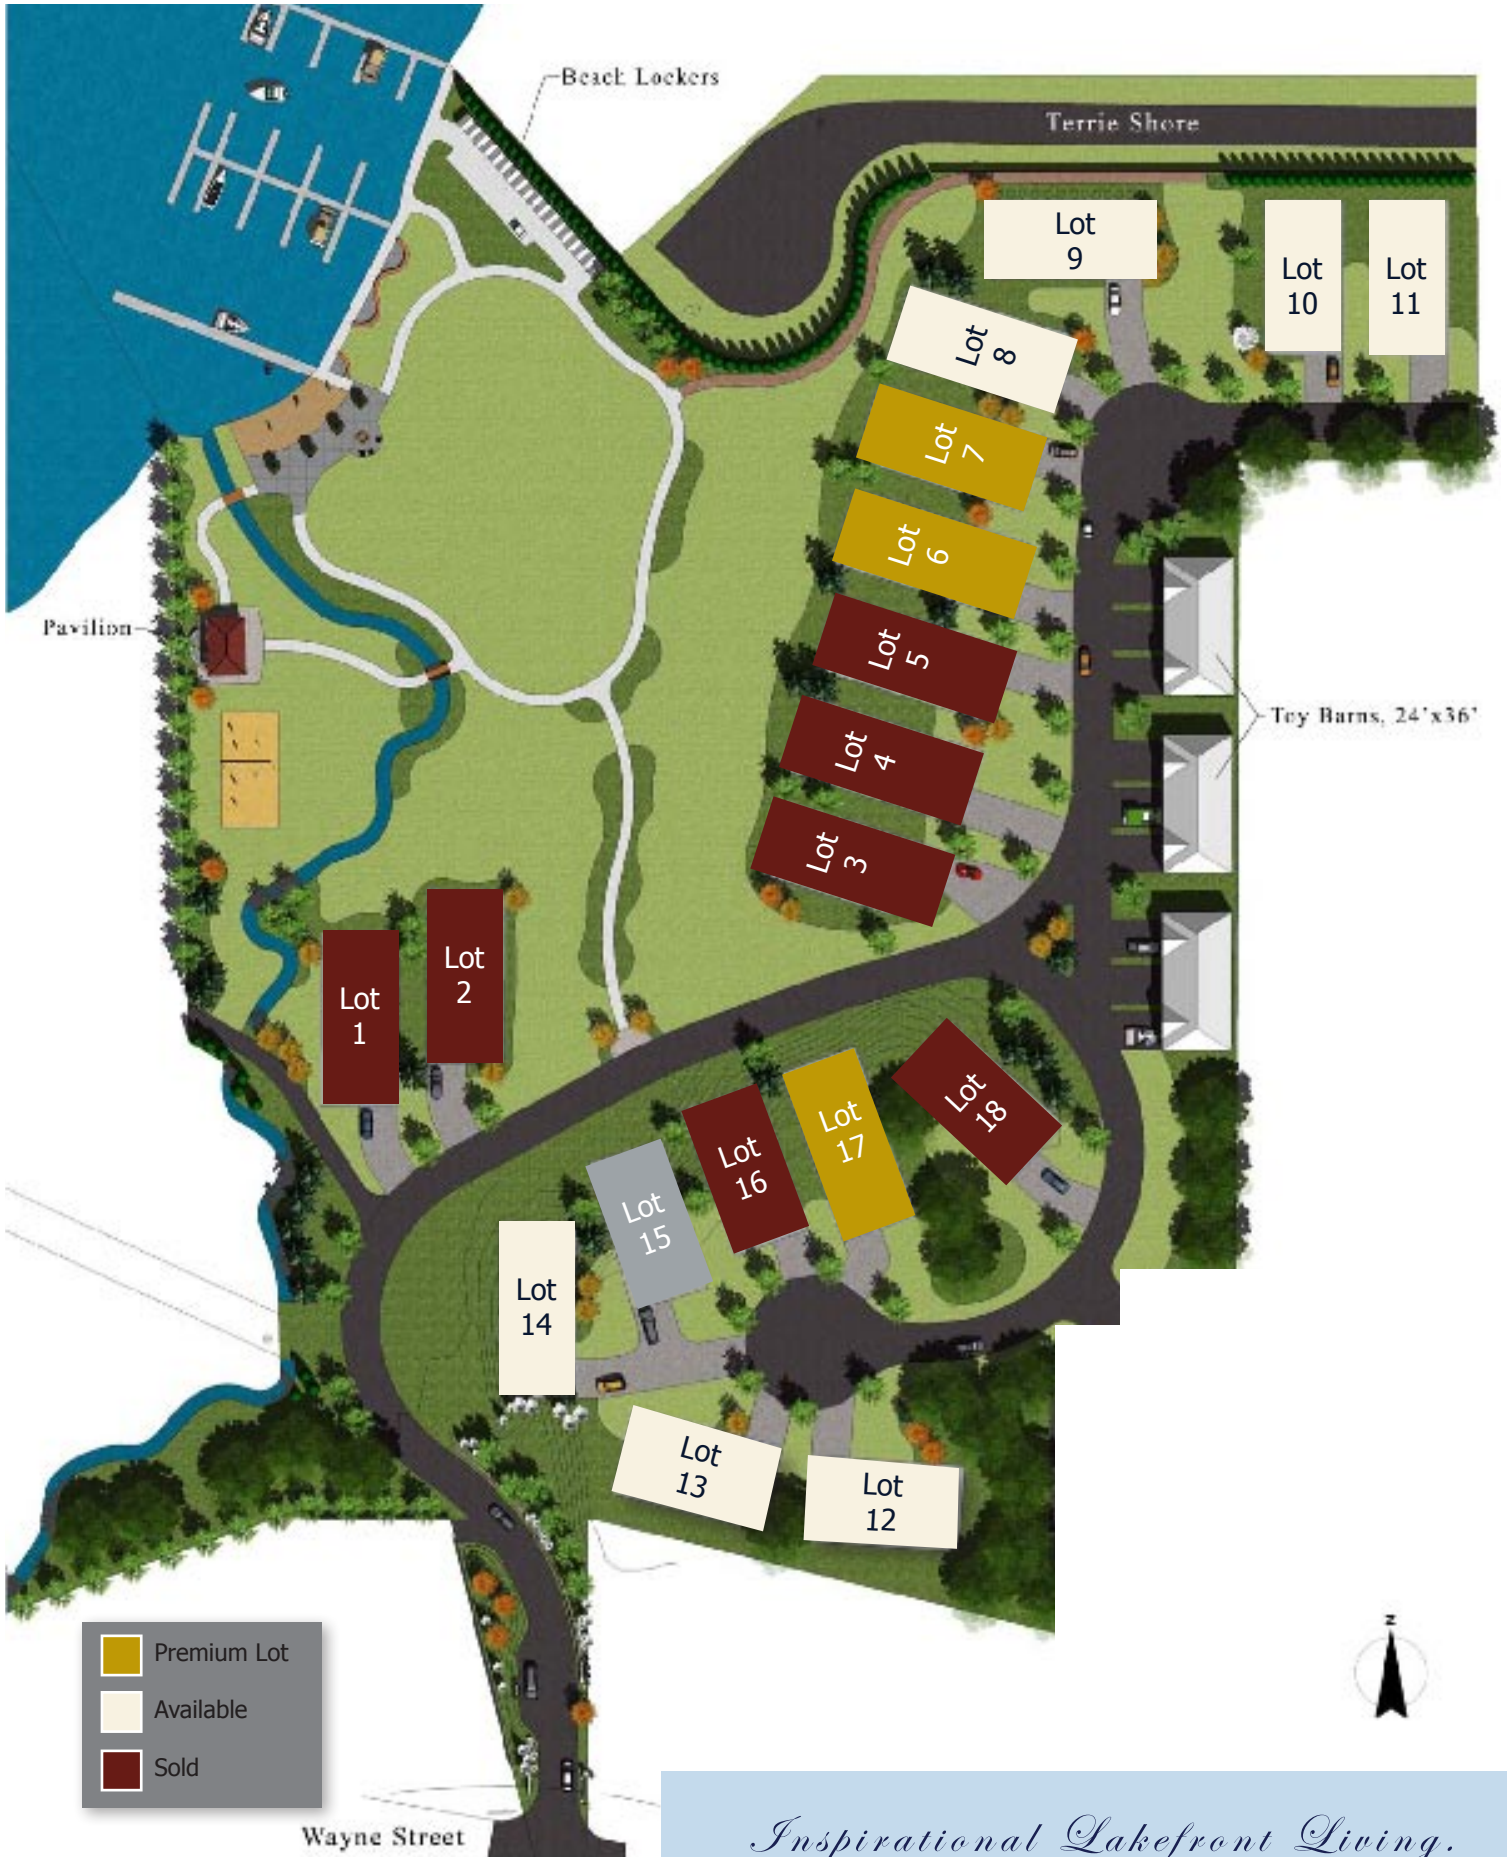 Beach Lockers
Terrie Shore
Lot
9
Lot
10
Lot
11
Lot
8
Lot
7
Lot
6
Pavilion
Lot
5
Toy Barns, 24'x36'
Lot
4
Lot
3
Lot
2
Lot
1
Lot
18
Lot
17
Lot
16
Lot
15
Lot
14
Lot
13
Lot
12
Premium Lot
Available
Sold
N
Wayne Street
Inspirational Lakefront Living.